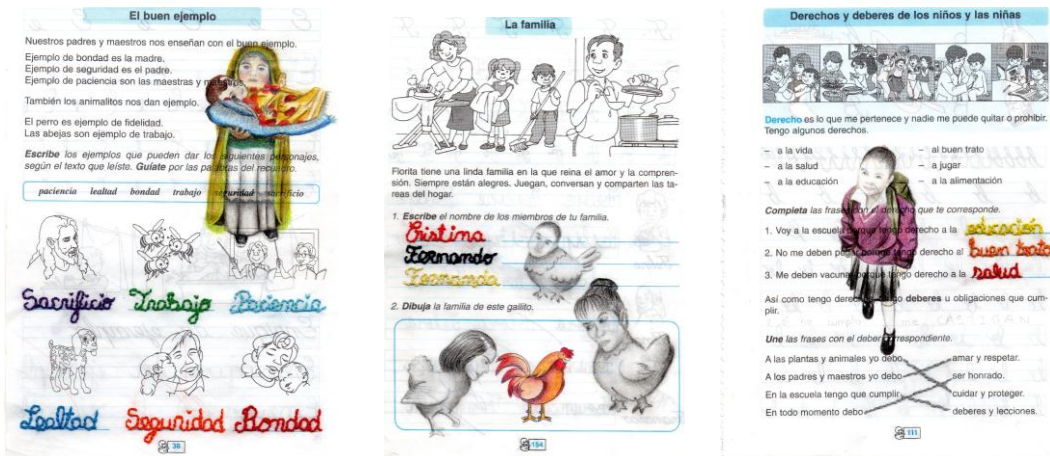 El buen ejemplo
Nuestros padres y maestros nos enseñan con el buen ejemplo.
Ejemplo de bondad es la madre.
Ejemplo de seguridad es el padre.
Ejemplo de paciencia son las maestras y
También los animalitos nos dan ejemplo.
El perro es ejemplo de fidelidad.
Las abejas son ejemplo de trabajo.
Escribe los ejemplos que pueden dar los siguientes personajes,
según el texto que leíste. Guíate por las palabras del recuadro.
paciencia lealtad bondad trabajo seguridad sacrificio
Sacrificio Trabajo Paciencia
Lealtad Seguridad Bondad
38
La familia
Florita tiene una linda familia en la que reina el amor y la compren-
sión. Siempre están alegres. Juegan, conversan y comparten las ta-
reas del hogar.
1. Escribe el nombre de los miembros de tu familia.
Cristina
Fernando
Fernanda
2. Dibuja la familia de este gallito.
184
Derechos y deberes de los niños y las niñas
Derecho es lo que me pertenece y nadie me puede quitar o prohibir.
Tengo algunos derechos.
– a la vida – al buen trato
– a la salud – a jugar
– a la educación – a la alimentación
Completa las frases con el derecho que te corresponde.
1. Voy a la escuela porque tengo derecho a la educación
2. No me deben porque tengo derecho al buen trato
3. Me deben vacunar porque tengo derecho a la salud
Así como tengo derechos, tengo deberes u obligaciones que cum-
plir.
Une las frases con el deber correspondiente.
A las plantas y animales yo debo amar y respetar.
A los padres y maestros yo debo ser honrado.
En la escuela tengo que cumplir cuidar y proteger.
En todo momento debo deberes y lecciones.
111